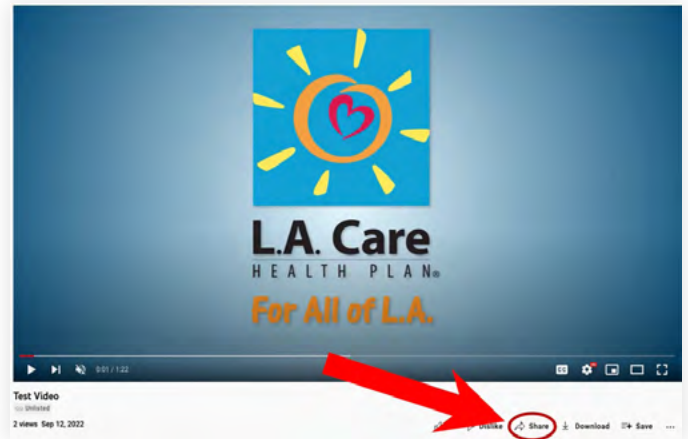 L.A. Care
HEALTH PLAN®
For All of L.A.
0:01 / 1:22
CC
Test Video
Unlisted
2 views Sep 12, 2022
Dislike Share Download Save ...